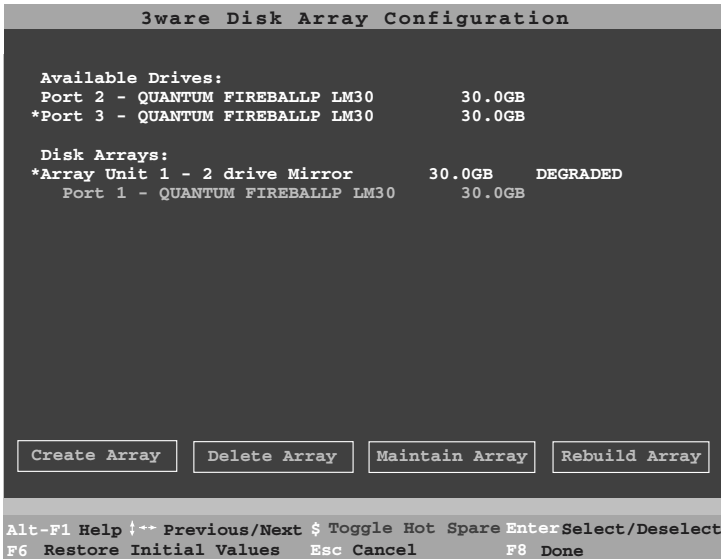 3ware Disk Array Configuration
Available Drives:
Port 2 - QUANTUM FIREBALLP LM30 30.0GB
*Port 3 - QUANTUM FIREBALLP LM30 30.0GB
Disk Arrays:
*Array Unit 1 - 2 drive Mirror 30.0GB DEGRADED
Port 1 - QUANTUM FIREBALLP LM30 30.0GB
Create Array Delete Array Maintain Array Rebuild Array
Alt-F1 Help ↕↔ Previous/Next $ Toggle Hot Spare Enter Select/Deselect
F6 Restore Initial Values Esc Cancel F8 Done